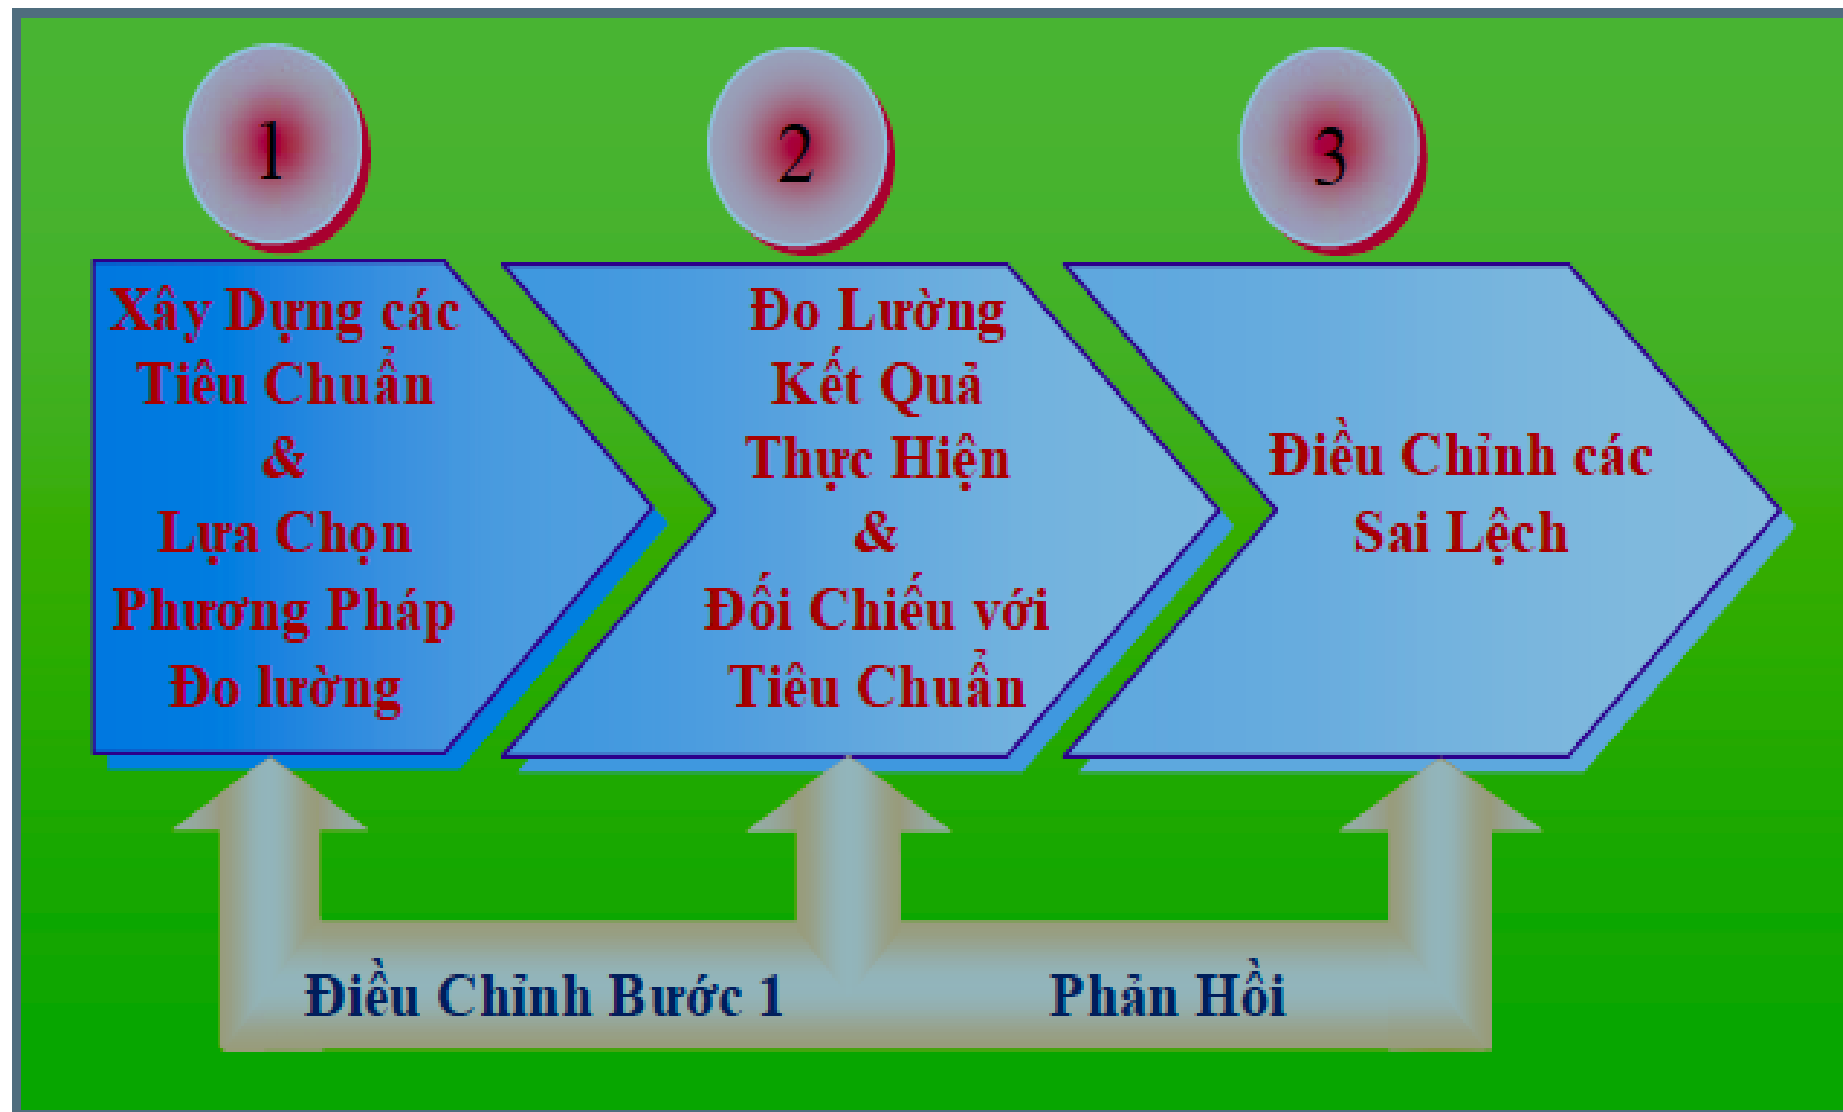 1
Xây Dựng các
Tiêu Chuẩn
&
Lựa Chọn
Phương Pháp
Đo lường
2
Đo Lường
Kết Quả
Thực Hiện
&
Đối Chiếu với
Tiêu Chuẩn
3
Điều Chỉnh các
Sai Lệch
Điều Chỉnh Bước 1
Phản Hồi